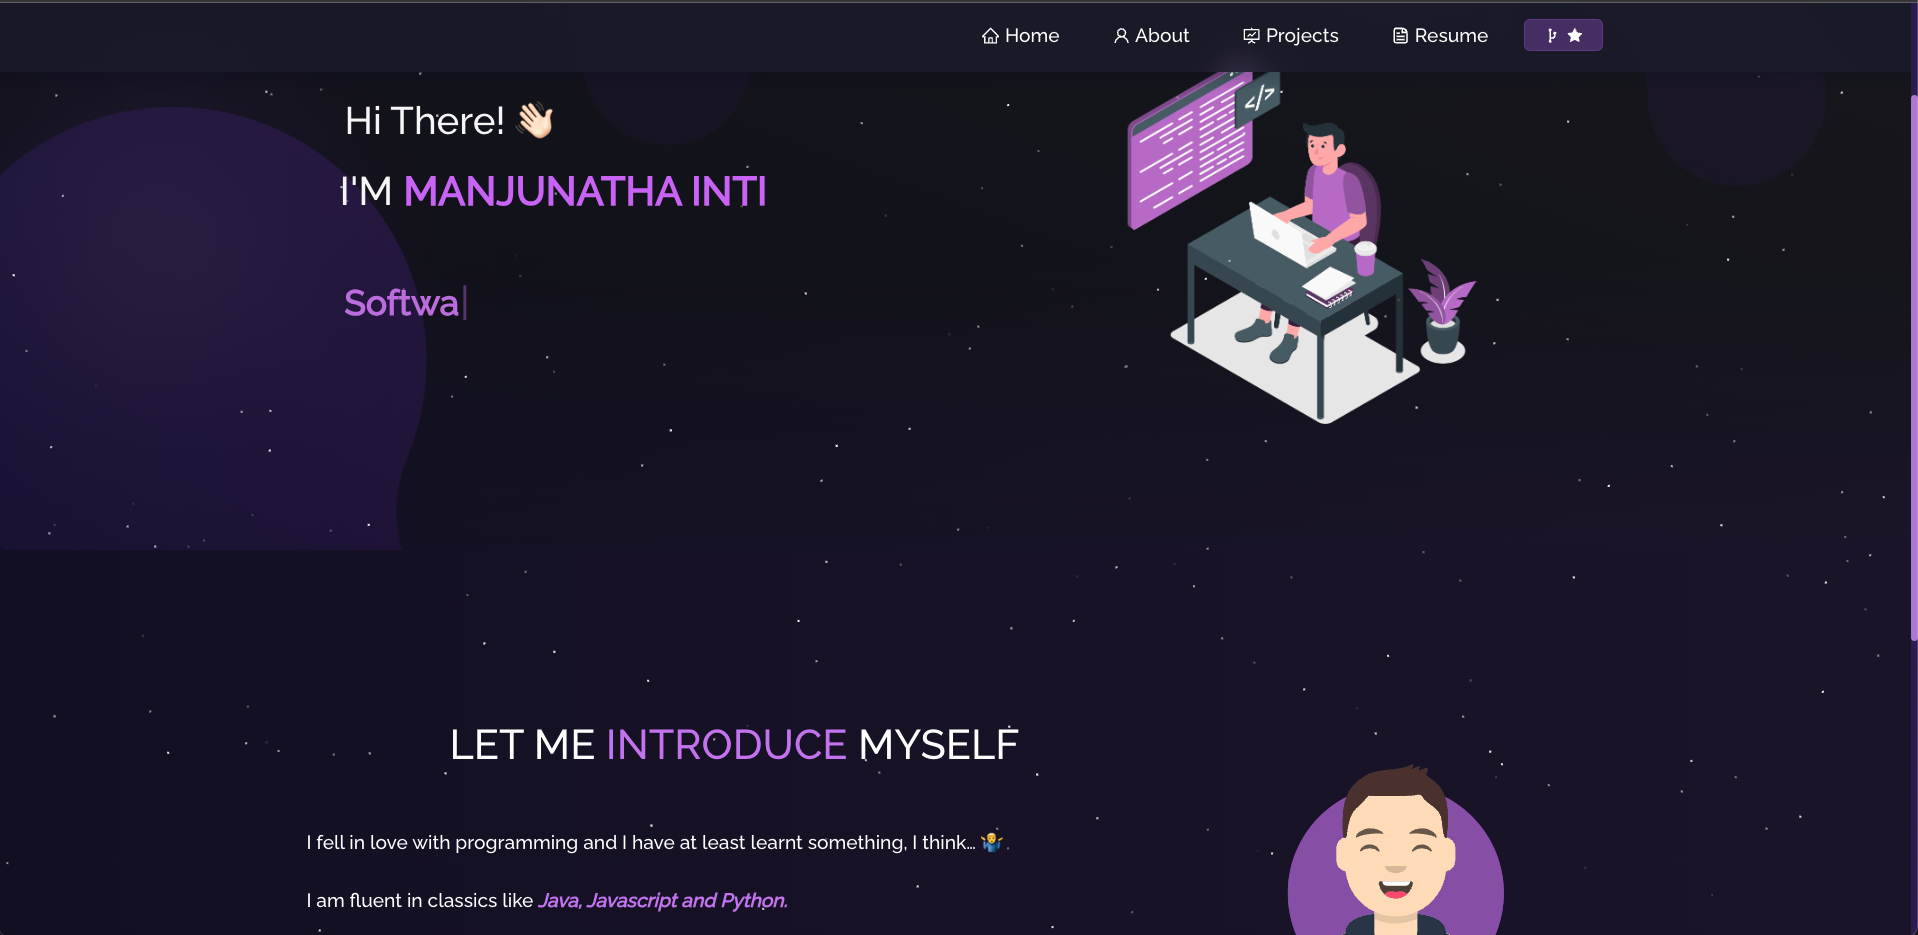 Home About Projects Resume
Hi There! 👋🏻
I'M MANJUNATHA INTI
</>
Softwa|
LET ME INTRODUCE MYSELF
I fell in love with programming and I have at least learnt something, I think… 🤷‍♂️
I am fluent in classics like Java, Javascript and Python.